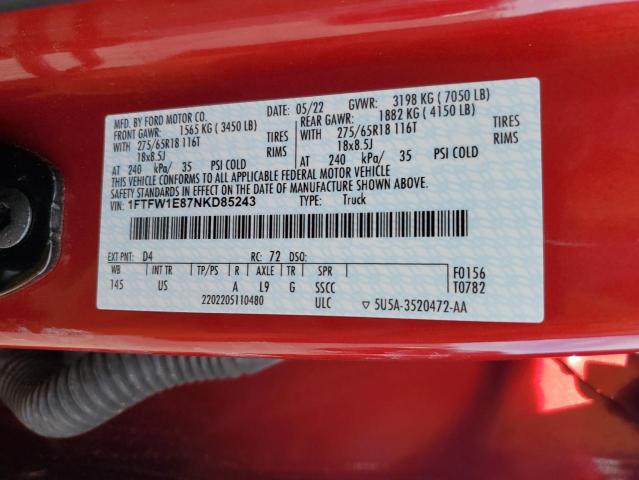 MFD. BY FORD MOTOR CO. DATE: 05/22 GVWR: 3198 KG ( 7050 LB)
FRONT GAWR: 1565 KG ( 3450 LB) REAR GAWR: 1882 KG ( 4150 LB)
WITH 275/65R18 116T TIRES WITH 275/65R18 116T TIRES
18x8.5J RIMS 18x8.5J RIMS
AT 240 kPa/ 35 PSI COLD AT 240 kPa/ 35 PSI COLD
THIS VEHICLE CONFORMS TO ALL APPLICABLE FEDERAL MOTOR VEHICLE
SAFTEY AND THEFT PREVENTION STANDARDS IN EFFECT ON THE DATE OF MANUFACTURE SHOWN ABOVE.
VIN: 1FTFW1E87NKD85243 TYPE: Truck
EXT PNT: D4 RC: 72 DSO:
WB INT TR TP/PS R AXLE TR SPR F0156
145 US A L9 G SSCC T0782
2202205110480 ULC ▽ 5U5A-3520472-AA